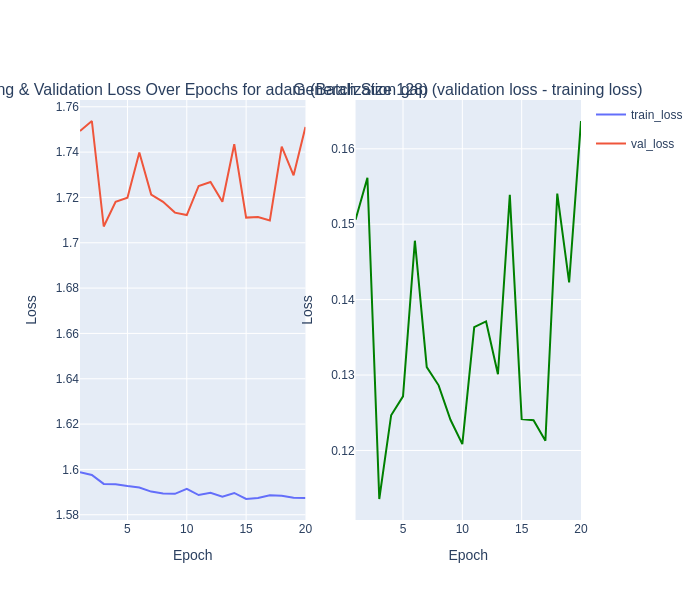 ng & Validation Loss Over Epochs for adam (Batch Size 128)
Generalization gap (validation loss - training loss)
train_loss
val_loss
1.76
1.74
1.72
1.7
1.68
1.66
1.64
1.62
1.6
1.58
Loss
5
10
15
20
Epoch
0.16
0.15
0.14
0.13
0.12
Loss
5
10
15
20
Epoch